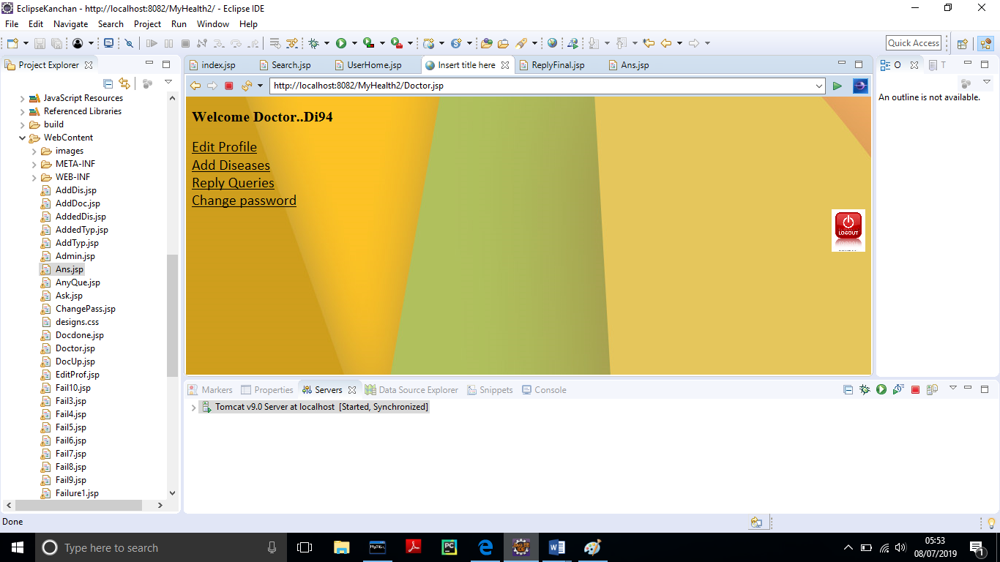 EclipseKanchan - http://localhost:8082/MyHealth2/ - Eclipse IDE
File Edit Navigate Search Project Run Window Help
Quick Access
Project Explorer
index.jsp Search.jsp UserHome.jsp Insert title here ReplyFinal.jsp Ans.jsp
O T
http://localhost:8082/MyHealth2/Doctor.jsp
An outline is not available.
JavaScript Resources
Referenced Libraries
build
WebContent
images
META-INF
WEB-INF
AddDis.jsp
AddDoc.jsp
AddedDis.jsp
AddedTyp.jsp
AddTyp.jsp
Admin.jsp
Ans.jsp
AnyQue.jsp
Ask.jsp
ChangePass.jsp
designs.css
Docdone.jsp
Doctor.jsp
DocUp.jsp
EditProf.jsp
Fail10.jsp
Fail3.jsp
Fail4.jsp
Fail5.jsp
Fail6.jsp
Fail7.jsp
Fail8.jsp
Fail9.jsp
Failure1.jsp
Welcome Doctor..Di94
Edit Profile
Add Diseases
Reply Queries
Change password
LOGOUT
Markers Properties Servers Data Source Explorer Snippets Console
Tomcat v9.0 Server at localhost [Started, Synchronized]
Done
Type here to search
MySQL
PC
JAVA EE
IDE
05:53
08/07/2019
1